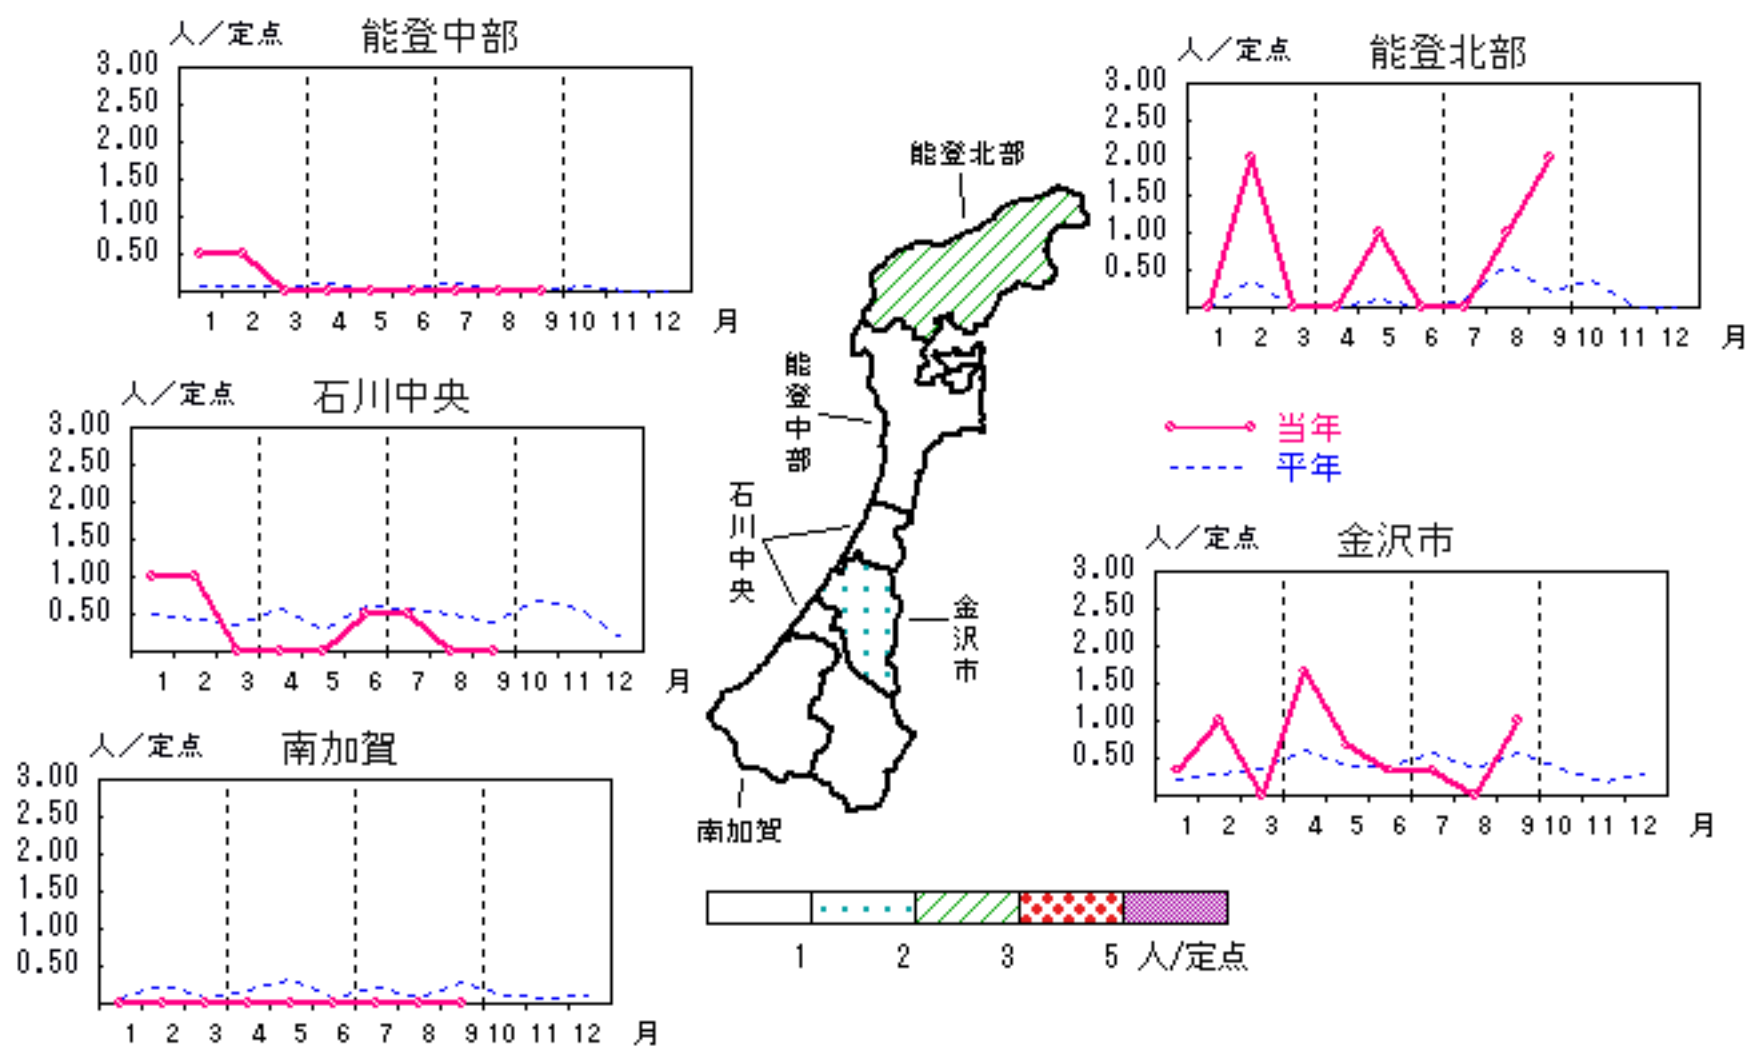 人/定点 能登中部
3.00
2.50
2.00
1.50
1.00
0.50
1 2 3 4 5 6 7 8 9 10 11 12 月
人/定点 能登北部
3.00
2.50
2.00
1.50
1.00
0.50
1 2 3 4 5 6 7 8 9 10 11 12 月
能登北部
能登中部
石川中央
金沢市
南加賀
人/定点 石川中央
3.00
2.50
2.00
1.50
1.00
0.50
1 2 3 4 5 6 7 8 9 10 11 12 月
当年
平年
人/定点 金沢市
3.00
2.50
2.00
1.50
1.00
0.50
1 2 3 4 5 6 7 8 9 10 11 12 月
人/定点 南加賀
3.00
2.50
2.00
1.50
1.00
0.50
1 2 3 4 5 6 7 8 9 10 11 12 月
1 2 3 5 人/定点